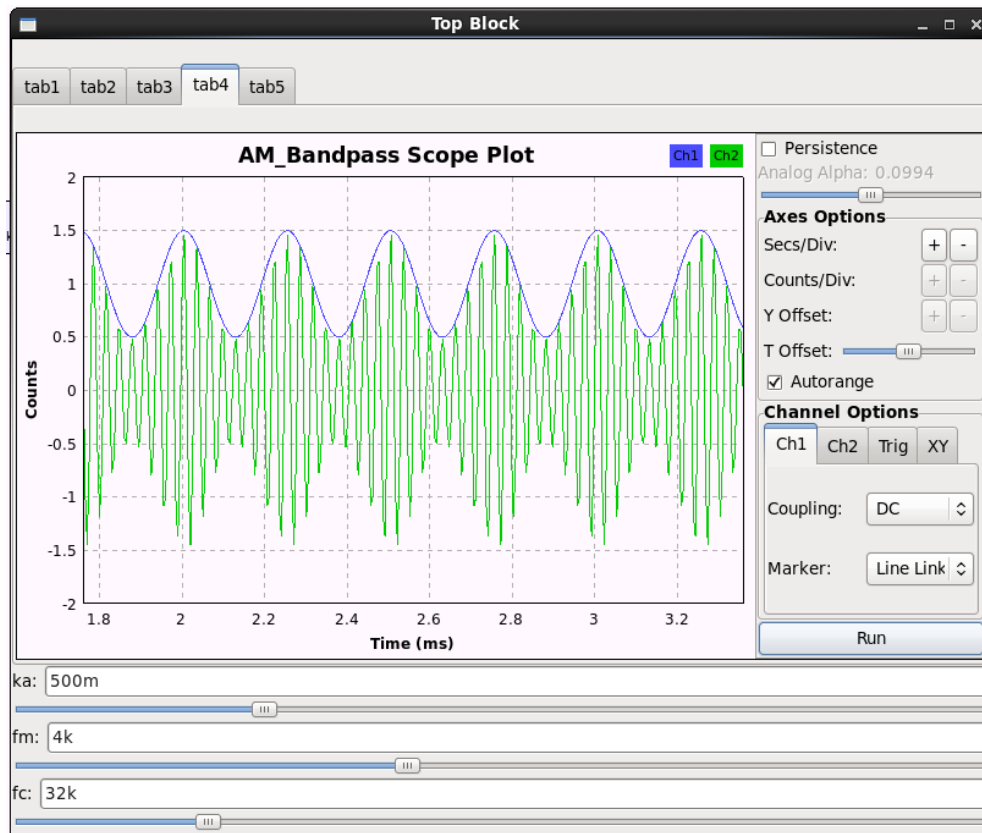 Top Block
tab1 tab2 tab3 tab4 tab5
AM_Bandpass Scope Plot
Ch1 Ch2
2
1.5
1
0.5
0
-0.5
-1
-1.5
-2
Counts
1.8 2 2.2 2.4 2.6 2.8 3 3.2
Time (ms)
Persistence
Analog Alpha: 0.0994
Axes Options
Secs/Div: + -
Counts/Div: + -
Y Offset: + -
T Offset:
Autorange
Channel Options
Ch1 Ch2 Trig XY
Coupling: DC
Marker: Line Link
Run
ka: 500m
fm: 4k
fc: 32k